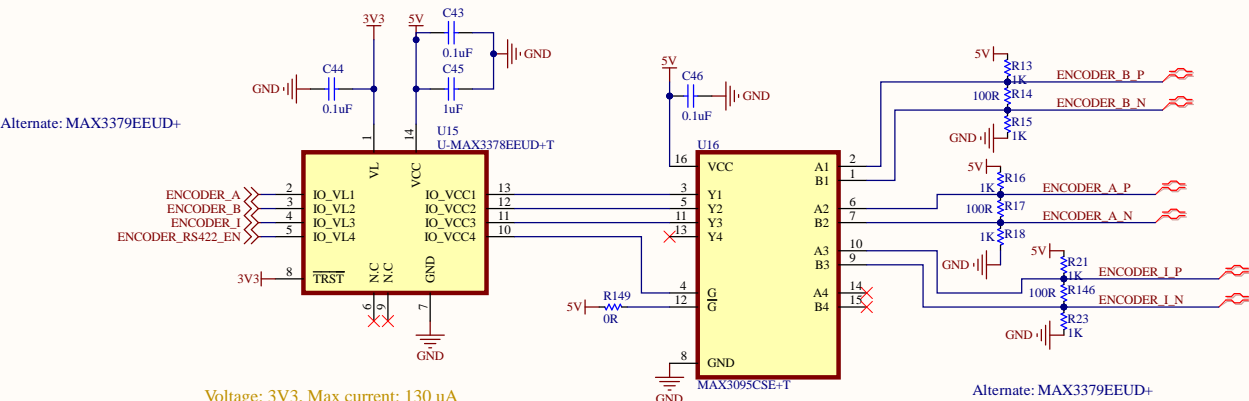 3V3
5V
C43
0.1uF
GND
C44
GND
0.1uF
C45
1uF
Alternate: MAX3379EEUD+
1
14
U15
U-MAX3378EEUD+T
VL
VCC
ENCODER_A
2
IO_VL1
IO_VCC1
13
ENCODER_B
3
IO_VL2
IO_VCC2
12
ENCODER_I
4
IO_VL3
IO_VCC3
11
ENCODER_RS422_EN
5
IO_VL4
IO_VCC4
10
3V3
8
TRST
N.C
N.C
GND
6
9
7
GND
5V
C46
GND
0.1uF
U16
16
VCC
A1
2
B1
1
3
Y1
5
Y2
A2
6
11
Y3
B2
7
13
Y4
A3
10
B3
9
4
G
A4
14
5V
R149
0R
12
G
B4
15
8
GND
GND
MAX3095CSE+T
5V
R13
1K
ENCODER_B_P
100R
R14
ENCODER_B_N
R15
GND
1K
5V
R16
1K
ENCODER_A_P
100R
R17
ENCODER_A_N
1K
R18
GND
5V
R21
1K
ENCODER_I_P
100R
R146
ENCODER_I_N
R23
GND
1K
Voltage: 3V3, Max current: 130 uA
Alternate: MAX3379EEUD+